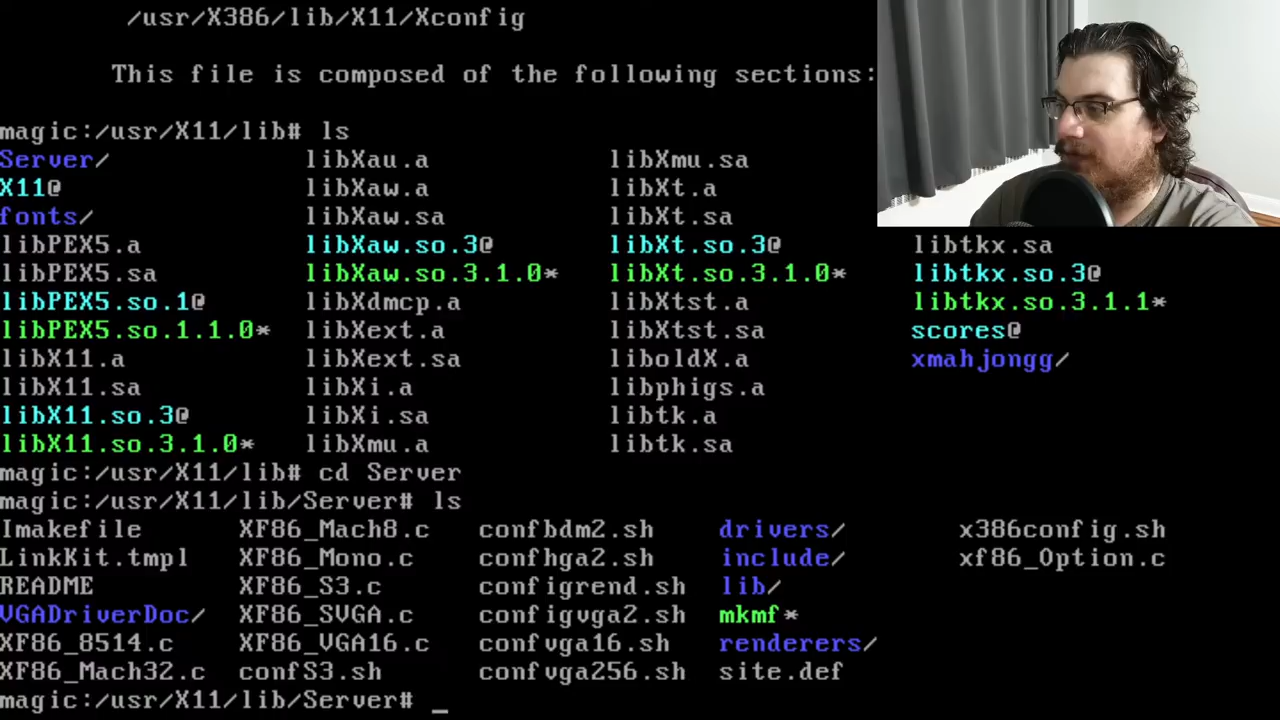 /usr/X386/lib/X11/Xconfig
This file is composed of the following sections:
magic:/usr/X11/lib# ls
Server/ libXau.a libXmu.sa
X11@ libXaw.a libXt.a
fonts/ libXaw.sa libXt.sa
libPEX5.a libXaw.so.3@ libXt.so.3@ libtkx.sa
libPEX5.sa libXaw.so.3.1.0* libXt.so.3.1.0* libtkx.so.3@
libPEX5.so.1@ libXdmcp.a libXtst.a libtkx.so.3.1.1*
libPEX5.so.1.1.0* libXext.a libXtst.sa scores@
libX11.a libXext.sa liboldX.a xmahjongg/
libX11.sa libXi.a libphigs.a
libX11.so.3@ libXi.sa libtk.a
libX11.so.3.1.0* libXmu.a libtk.sa
magic:/usr/X11/lib# cd Server
magic:/usr/X11/lib/Server# ls
Imakefile XF86_Mach8.c confbdm2.sh drivers/ x386config.sh
LinkKit.tmpl XF86_Mono.c confhga2.sh include/ xf86_Option.c
README XF86_S3.c configrend.sh lib/
VGADriverDoc/ XF86_SVGA.c configvga2.sh mkmf*
XF86_8514.c XF86_VGA16.c confvga16.sh renderers/
XF86_Mach32.c confS3.sh confvga256.sh site.def
magic:/usr/X11/lib/Server# _